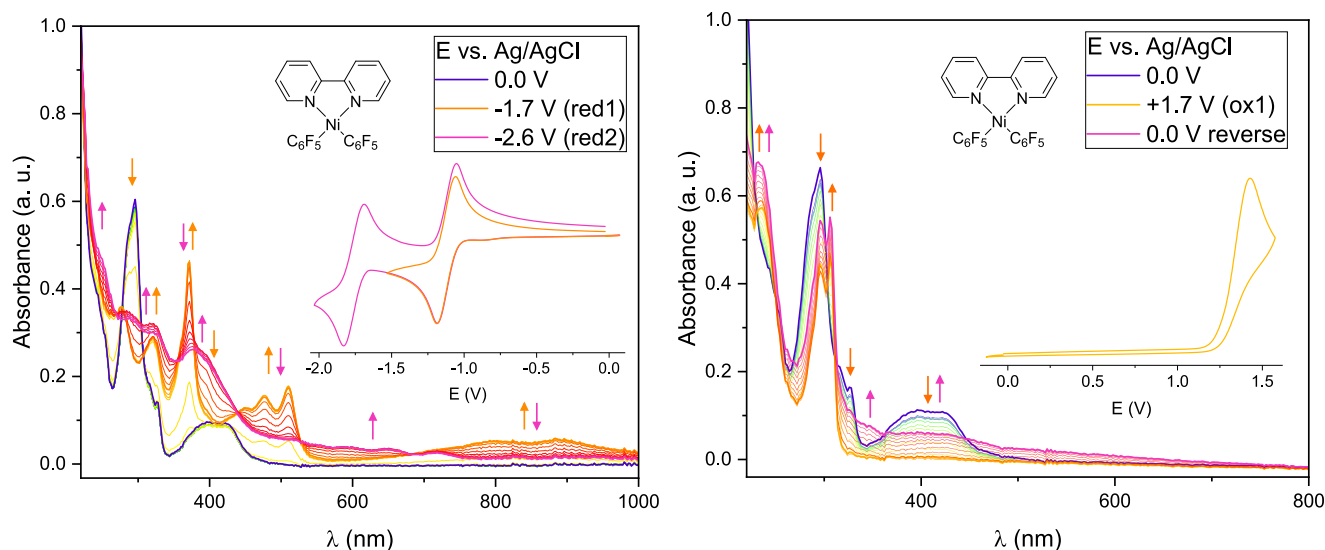 E vs. Ag/AgCl
0.0 V
-1.7 V (red1)
-2.6 V (red2)
N
N
Ni
C6F5
C6F5
Absorbance (a. u.)
1.0
0.8
0.6
0.4
0.2
0.0
-2.0
-1.5
-1.0
-0.5
0.0
E (V)
400
600
800
1000
λ (nm)
E vs. Ag/AgCl
0.0 V
+1.7 V (ox1)
0.0 V reverse
N
N
Ni
C6F5
C6F5
Absorbance (a. u.)
1.0
0.8
0.6
0.4
0.2
0.0
0.0
0.5
1.0
1.5
E (V)
300
400
500
600
700
800
λ (nm)